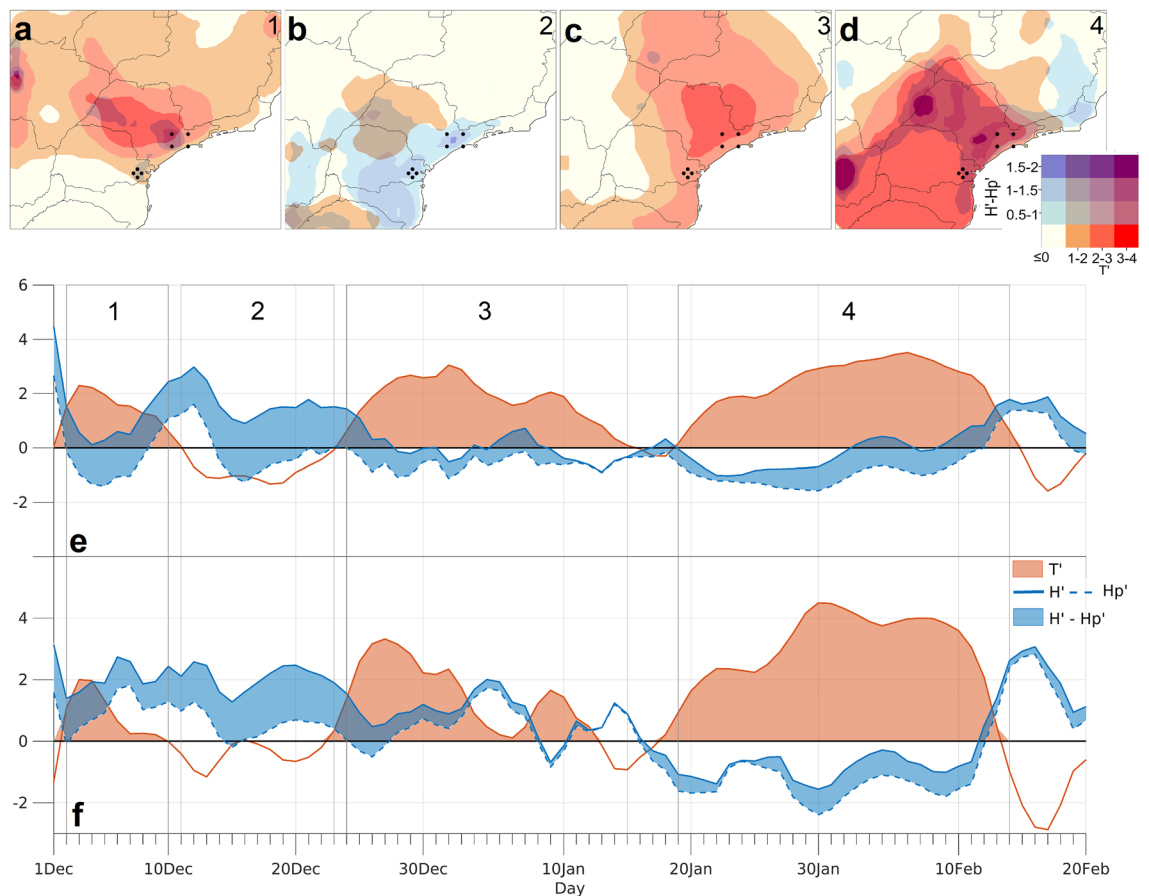 a 1 b 2 c 3 d 4
H'-Hp'
1.5-2
1-1.5
0.5-1
≤0 1-2 2-3 3-4
T'
6
1 2 3 4
4
2
0
-2
e
T'
H' Hp'
H' - Hp'
4
2
0
-2
f
1Dec 10Dec 20Dec 30Dec 10Jan 20Jan 30Jan 10Feb 20Feb
Day